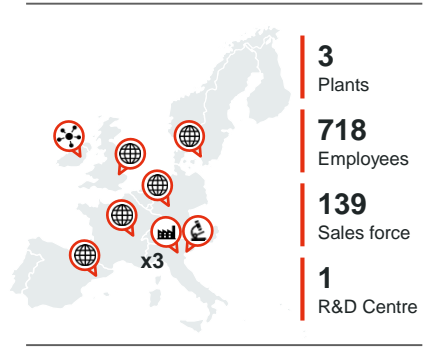 3
Plants
718
Employees
139
Sales force
x3
1
R&D Centre